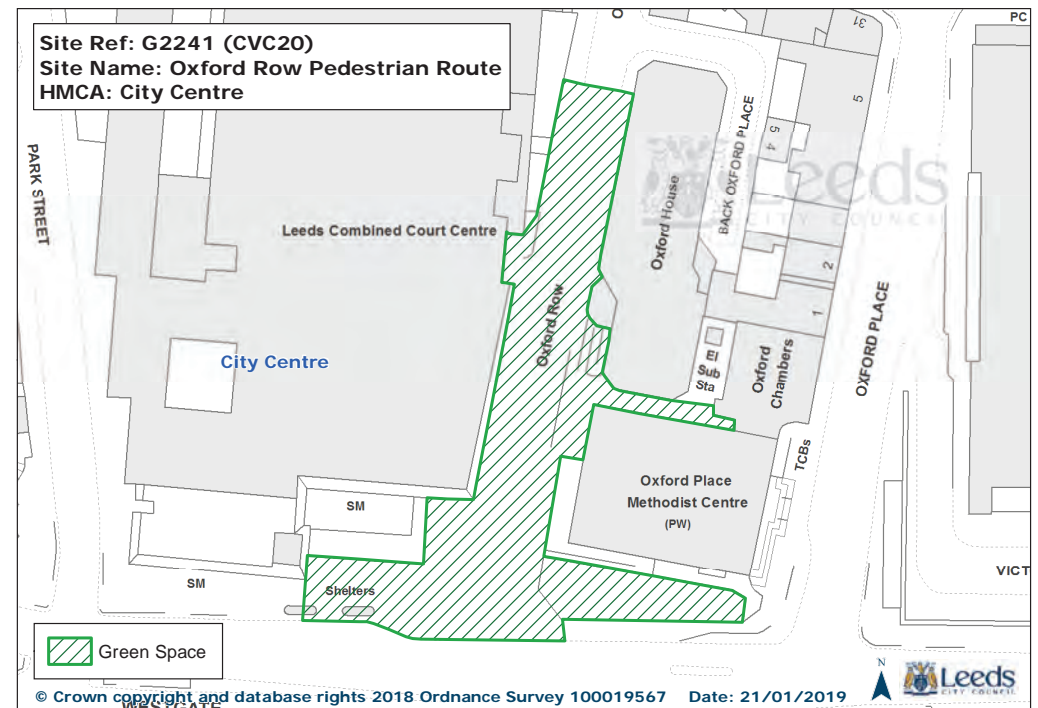 Site Ref: G2241 (CVC20)
Site Name: Oxford Row Pedestrian Route
HMCA: City Centre
O
31
PC
PARK STREET
BACK OXFORD PLACE
5
5
4
Leeds
CITY COUNCIL
Leeds Combined Court Centre
Oxford House
2
Oxford Row
1
OXFORD PLACE
City Centre
El
Sub
Sta
Oxford
Chambers
TCBs
Oxford Place
Methodist Centre
(PW)
SM
SM
Shelters
VICT
Green Space
WESTGATE
© Crown copyright and database rights 2018 Ordnance Survey 100019567 Date: 21/01/2019
N
Leeds
CITY COUNCIL